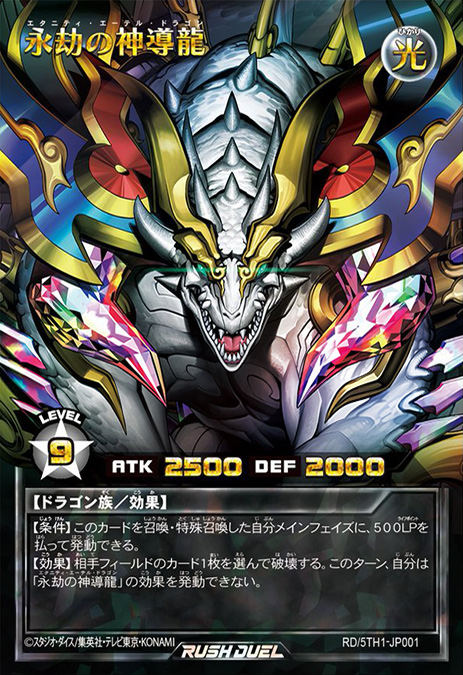 エタニティ・エーテル・ドラゴン
永劫の神導龍
ひかり
光
LEVEL
9
ATK 2500 DEF 2000
【ドラゴン族／効果】
【条件】このカードを召喚・特殊召喚した自分メインフェイズに、500LPを
払って発動できる。
【効果】相手フィールドのカード1枚を選んで破壊する。このターン、自分は
「永劫の神導龍」の効果を発動できない。
©スタジオ・ダイス/集英社・テレビ東京・KONAMI
RUSH DUEL
RD/5TH1-JP001